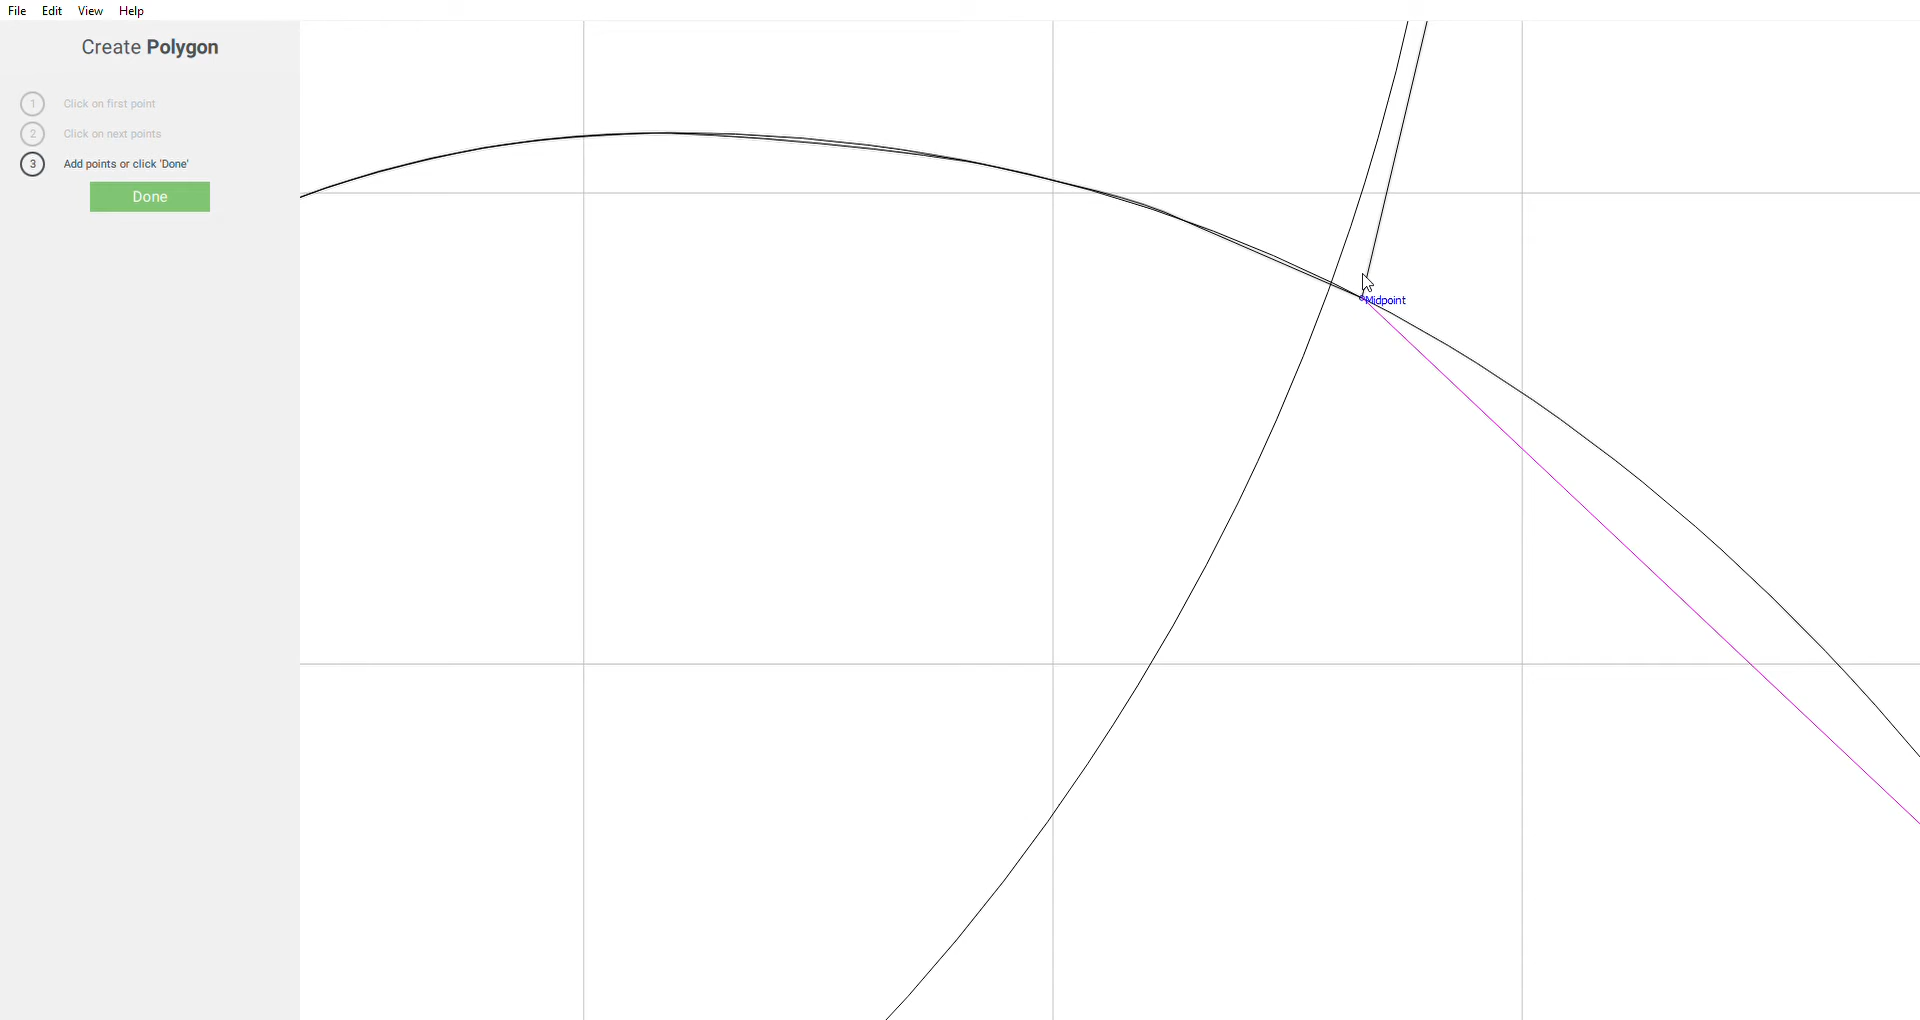 File Edit View Help
Create Polygon
1 Click on first point
2 Click on next points
3 Add points or click 'Done'
Done
Midpoint